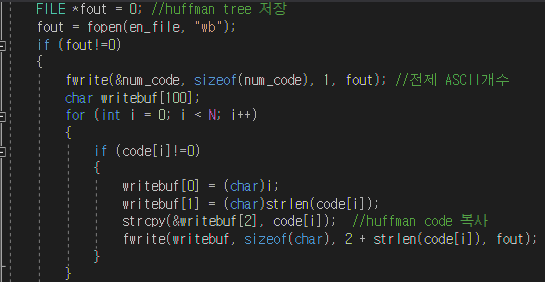 FILE *fout = 0; //huffman tree 저장
fout = fopen(en_file, "wb");
if (fout!=0)
{
fwrite(&num_code, sizeof(num_code), 1, fout); //전제 ASCII개수
char writebuf[100];
for (int i = 0; i < N; i++)
{
if (code[i]!=0)
{
writebuf[0] = (char)i;
writebuf[1] = (char)strlen(code[i]);
strcpy(&writebuf[2], code[i]); //huffman code 복사
fwrite(writebuf, sizeof(char), 2 + strlen(code[i]), fout);
}
}